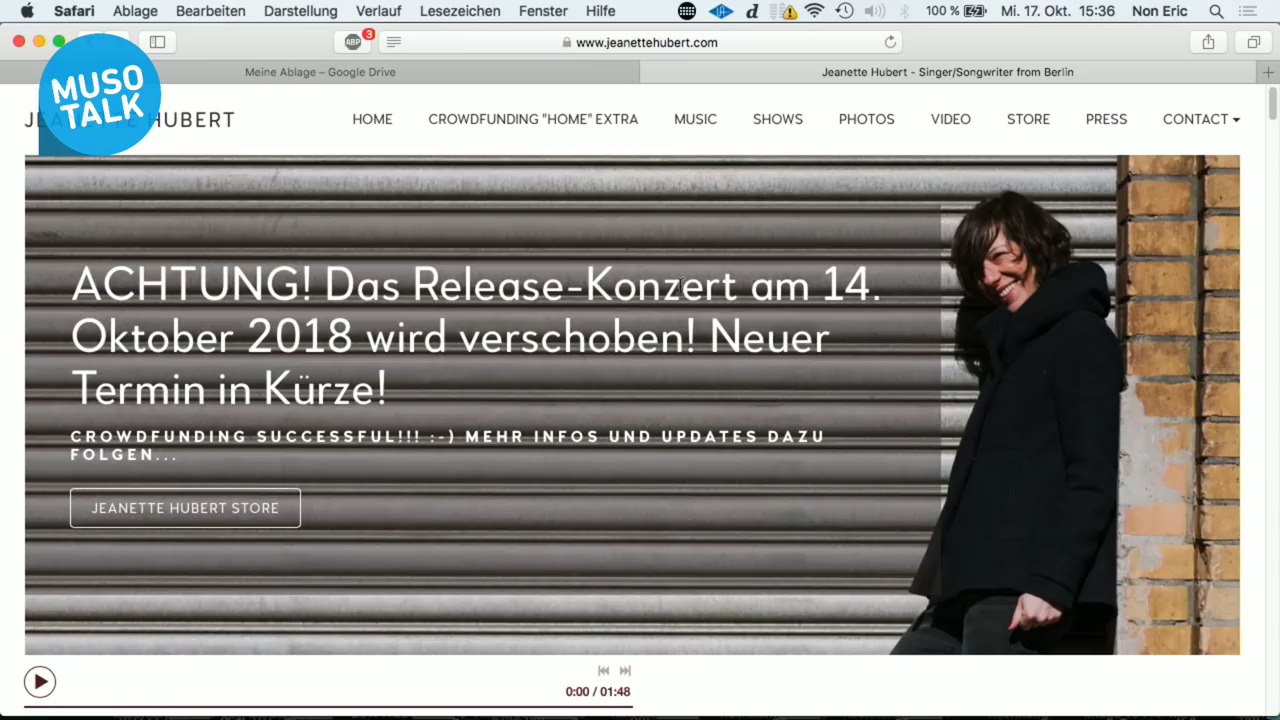 Safari Ablage Bearbeiten Darstellung Verlauf Lesezeichen Fenster Hilfe 100 % Mi. 17. Okt. 15:36 Non Eric
ABP 3 www.jeanettehubert.com
Meine Ablage – Google Drive Jeanette Hubert - Singer/Songwriter from Berlin
MUSO
TALK
HUBERT HOME CROWDFUNDING "HOME" EXTRA MUSIC SHOWS PHOTOS VIDEO STORE PRESS CONTACT
ACHTUNG! Das Release-Konzert am 14.
Oktober 2018 wird verschoben! Neuer
Termin in Kürze!
CROWDFUNDING SUCCESSFUL!!! :-) MEHR INFOS UND UPDATES DAZU
FOLGEN...
JEANETTE HUBERT STORE
0:00 / 01:48